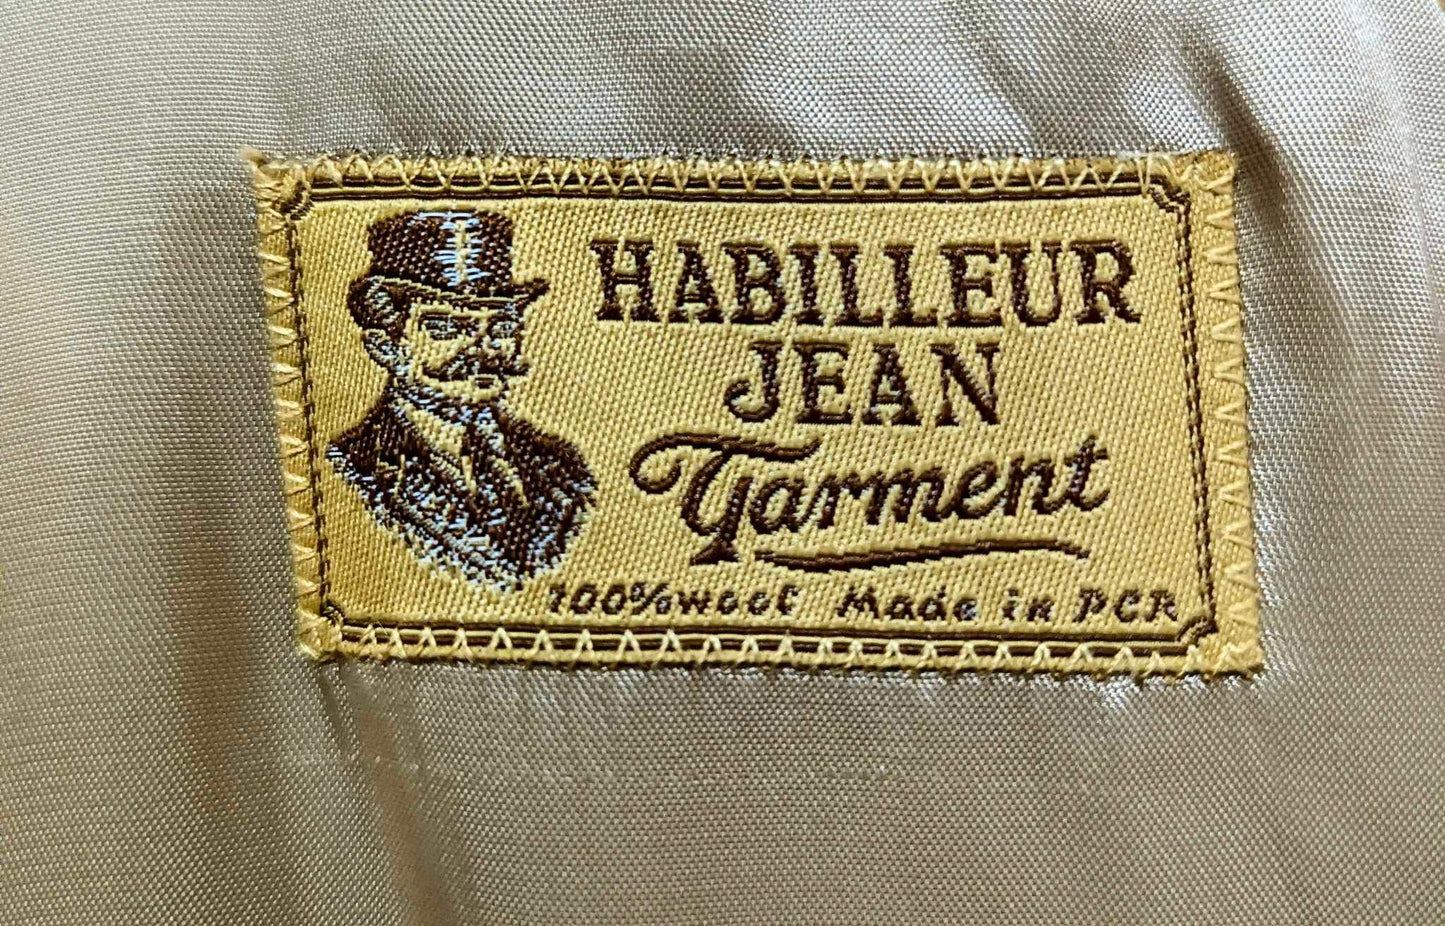 HABILLEUR
JEAN
Garment
100%wool Made in PCR